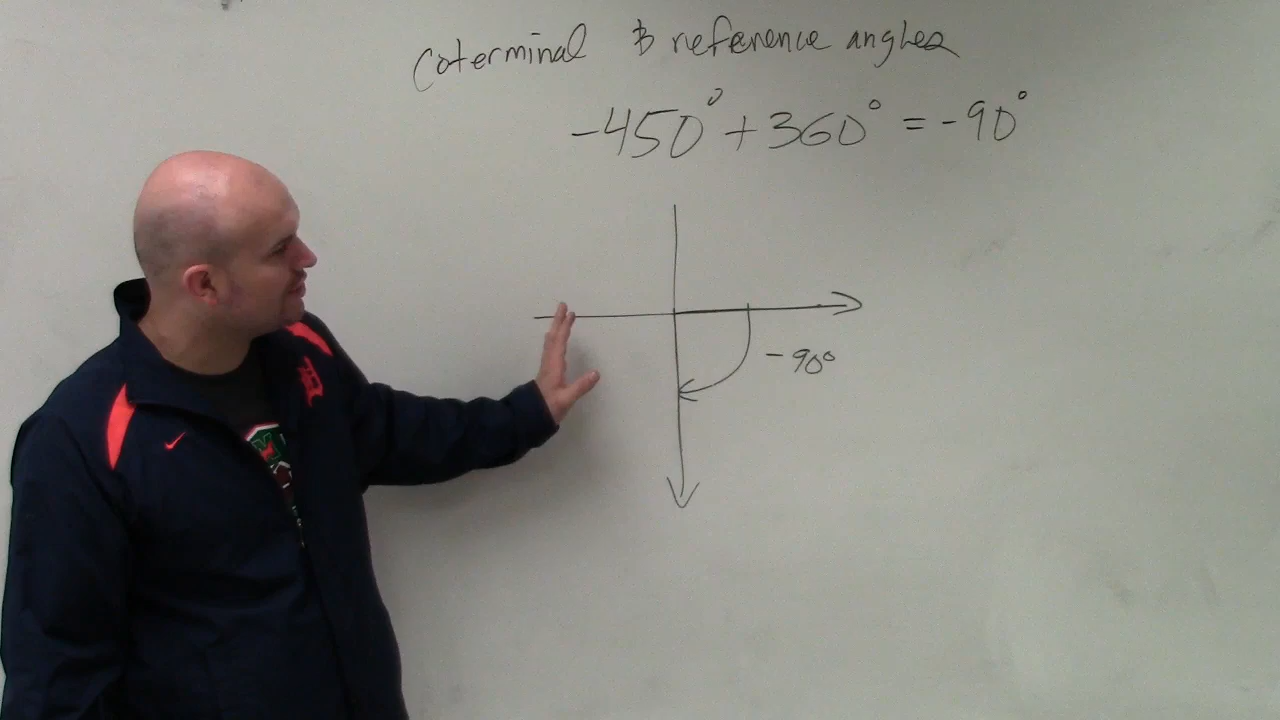 coterminal & reference angles
-450° + 360° = -90°
-90°